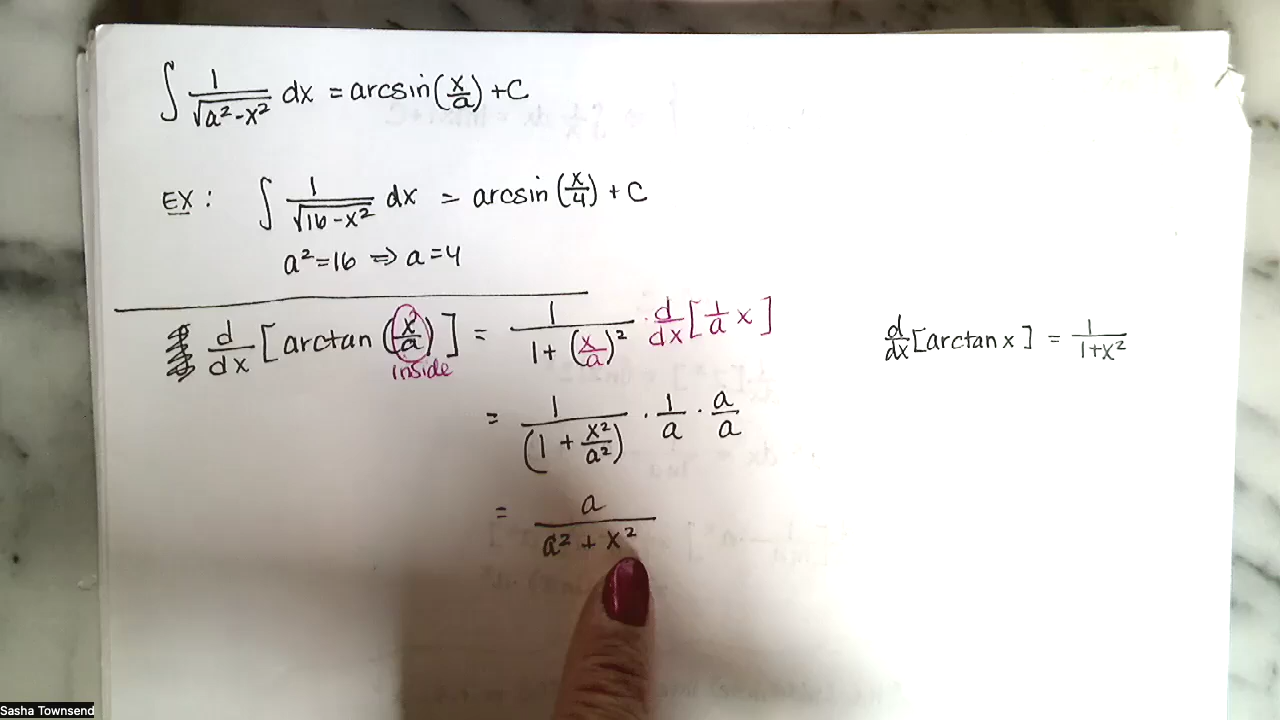 ∫ 1/√(a²-x²) dx = arcsin(x/a) + C
EX: ∫ 1/√(16-x²) dx = arcsin(x/4) + C
a²=16 ⇒ a=4
d/dx [arctan (x/a)] = 1/(1+(x/a)²) · d/dx [1/a x]
inside
d/dx [arctan x] = 1/(1+x²)
= 1/(1 + x²/a²) · 1/a · a/a
= a/(a² + x²)
Sasha Townsend